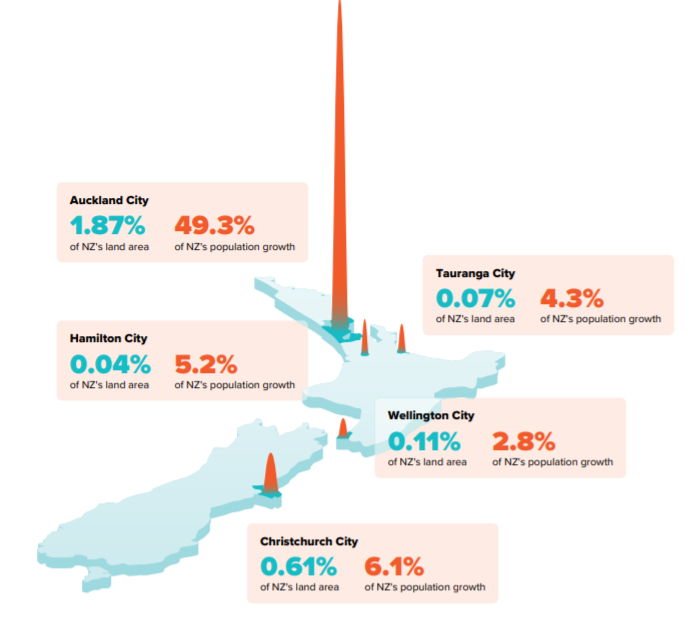 Auckland City
1.87% 49.3%
of NZ's land area of NZ's population growth
Tauranga City
0.07% 4.3%
of NZ's land area of NZ's population growth
Hamilton City
0.04% 5.2%
of NZ's land area of NZ's population growth
Wellington City
0.11% 2.8%
of NZ's land area of NZ's population growth
Christchurch City
0.61% 6.1%
of NZ's land area of NZ's population growth